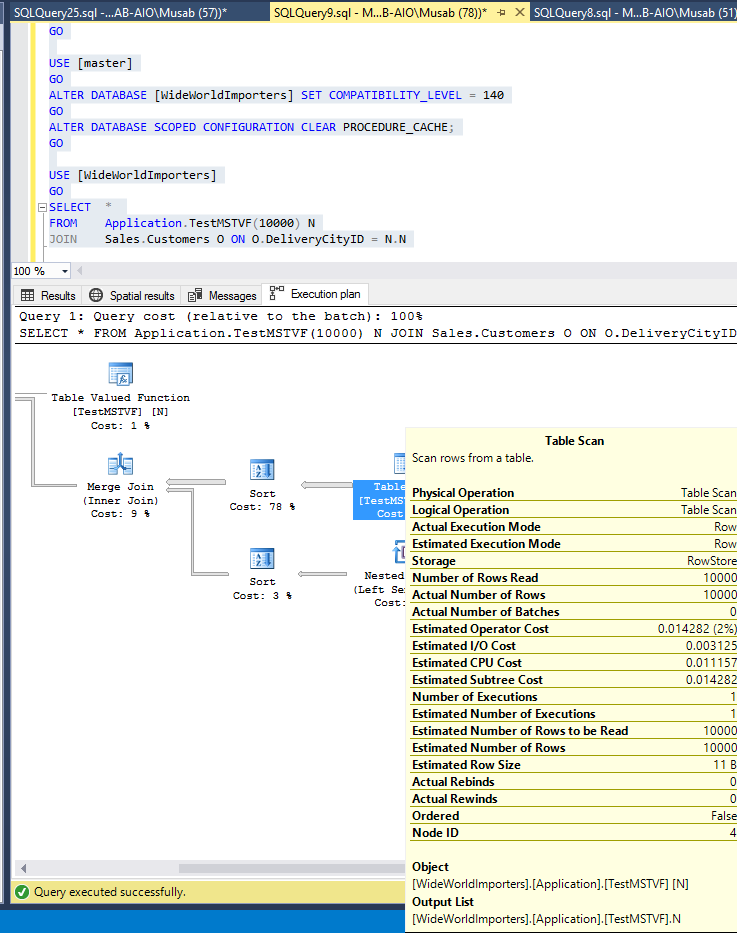 SQLQuery25.sql -...AB-AIO\Musab (57))*
SQLQuery9.sql - M...B-AIO\Musab (78))*
SQLQuery8.sql - M...B-AIO\Musab (51)
GO
USE [master]
GO
ALTER DATABASE [WideWorldImporters] SET COMPATIBILITY_LEVEL = 140
GO
ALTER DATABASE SCOPED CONFIGURATION CLEAR PROCEDURE_CACHE;
GO
USE [WideWorldImporters]
GO
SELECT *
FROM Application.TestMSTVF(10000) N
JOIN Sales.Customers O ON O.DeliveryCityID = N.N
100 %
Results
Spatial results
Messages
Execution plan
Query 1: Query cost (relative to the batch): 100%
SELECT * FROM Application.TestMSTVF(10000) N JOIN Sales.Customers O ON O.DeliveryCityID
Table Valued Function
[TestMSTVF] [N]
Cost: 1 %
Merge Join
(Inner Join)
Cost: 9 %
Sort
Cost: 78 %
Table
[TestMST
Cost
Sort
Cost: 3 %
Nested
(Left Se
Cost:
Table Scan
Scan rows from a table.
Physical Operation Table Scan
Logical Operation Table Scan
Actual Execution Mode Row
Estimated Execution Mode Row
Storage RowStore
Number of Rows Read 10000
Actual Number of Rows 10000
Actual Number of Batches 0
Estimated Operator Cost 0.014282 (2%)
Estimated I/O Cost 0.003125
Estimated CPU Cost 0.011157
Estimated Subtree Cost 0.014282
Number of Executions 1
Estimated Number of Executions 1
Estimated Number of Rows to be Read 10000
Estimated Number of Rows 10000
Estimated Row Size 11 B
Actual Rebinds 0
Actual Rewinds 0
Ordered False
Node ID 4
Object
[WideWorldImporters].[Application].[TestMSTVF] [N]
Output List
[WideWorldImporters].[Application].[TestMSTVF].N
Query executed successfully.